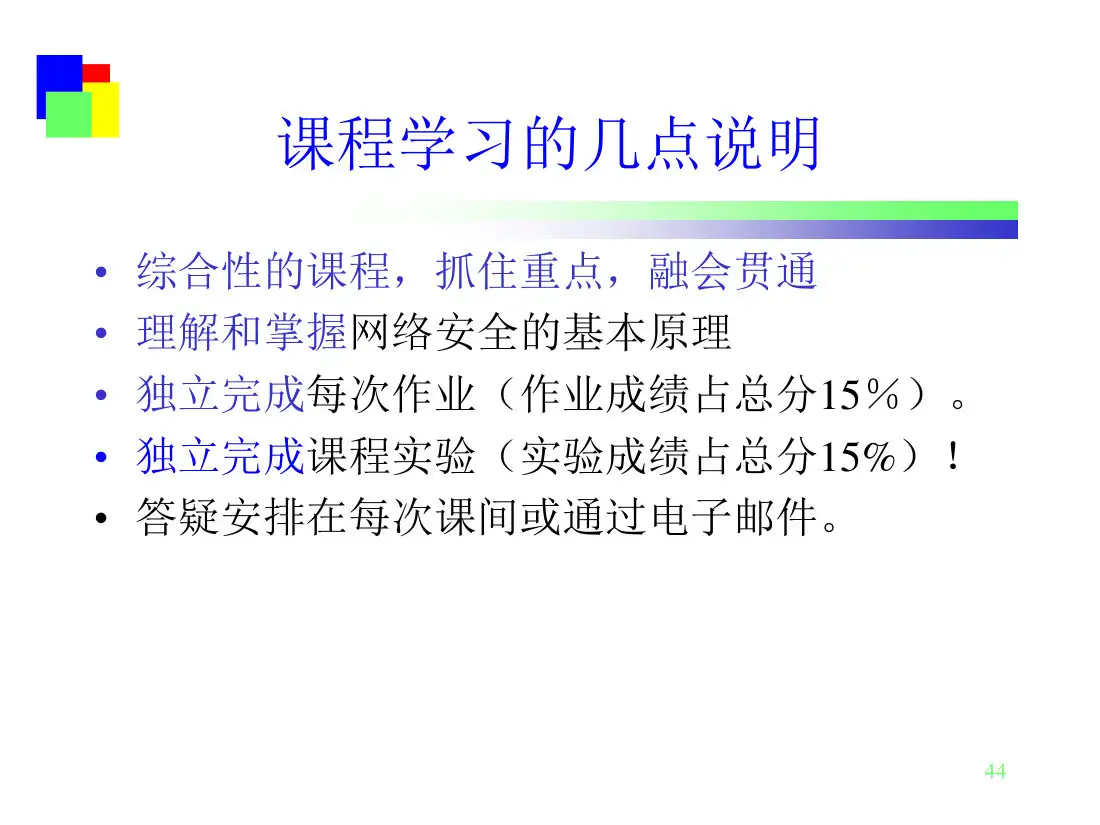 课程学习的几点说明
• 综合性的课程，抓住重点，融会贯通
• 理解和掌握网络安全的基本原理
• 独立完成每次作业（作业成绩占总分15％）。
• 独立完成课程实验（实验成绩占总分15%）！
• 答疑安排在每次课间或通过电子邮件。
44